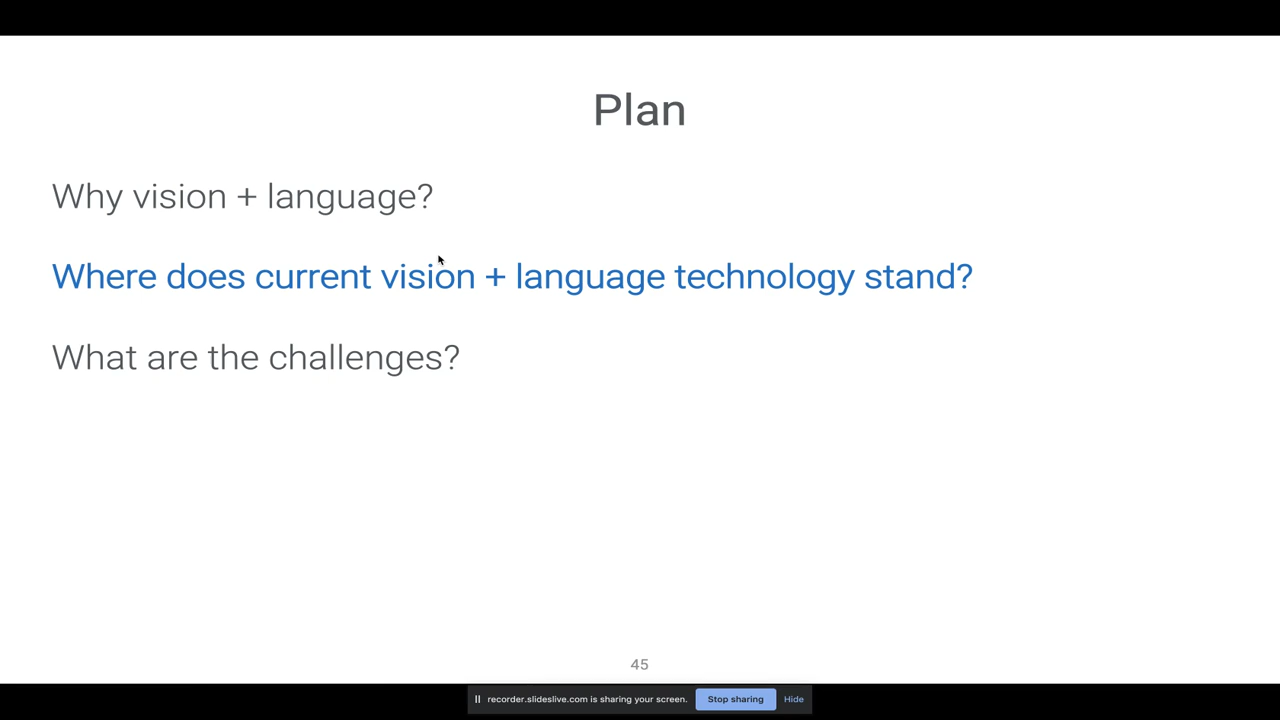 Plan
Why vision + language?
Where does current vision + language technology stand?
What are the challenges?
45
recorder.slideslive.com is sharing your screen. Stop sharing Hide